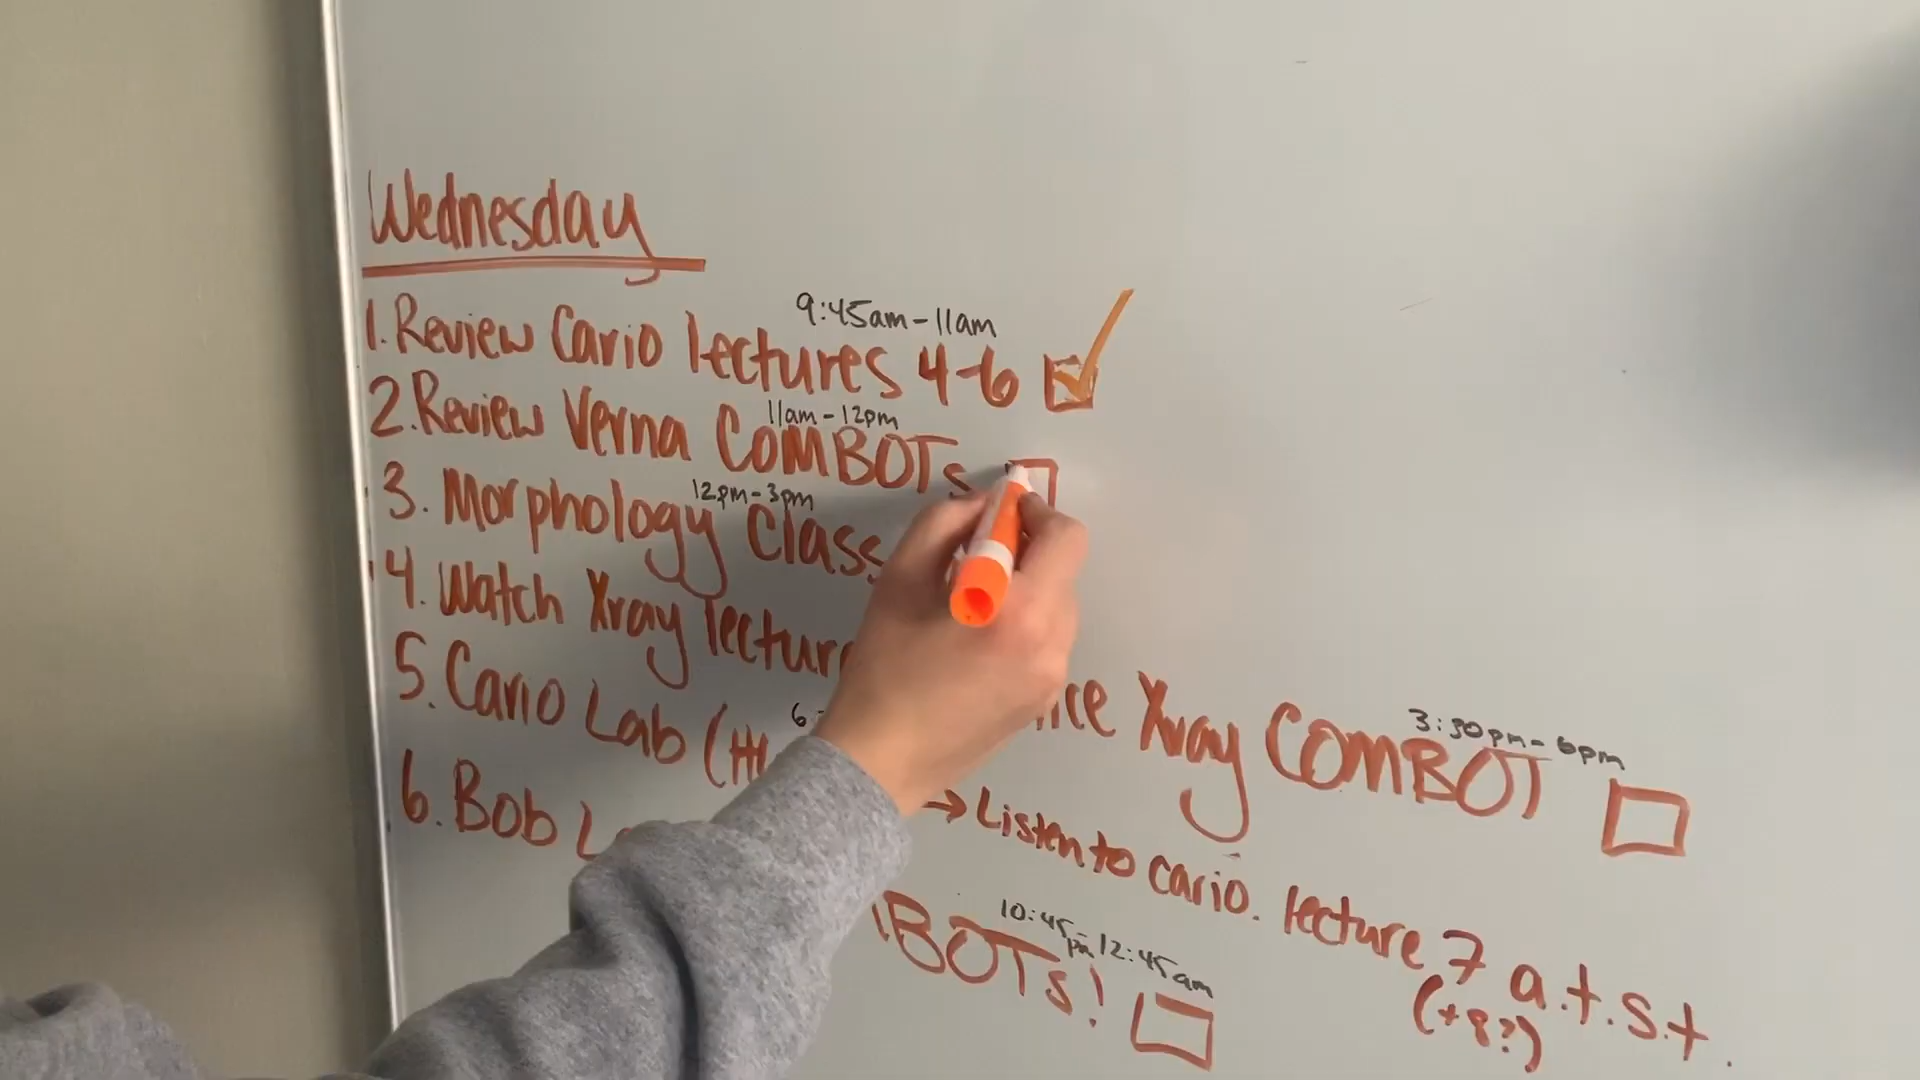 Wednesday
9:45am - 11am
1. Review Cario lectures 4-6
11am - 12pm
2. Review Verna COMBOTs
12pm - 3pm
3. Morphology Class
4. Watch Xray
Xray COMBOT
3:30pm - 6pm
5. Cario Lab (
→ Listen to cario. lecture 7 a.t.s.t.
(+8?)
6. Bob
BOTs!
10:45pm - 12:45am